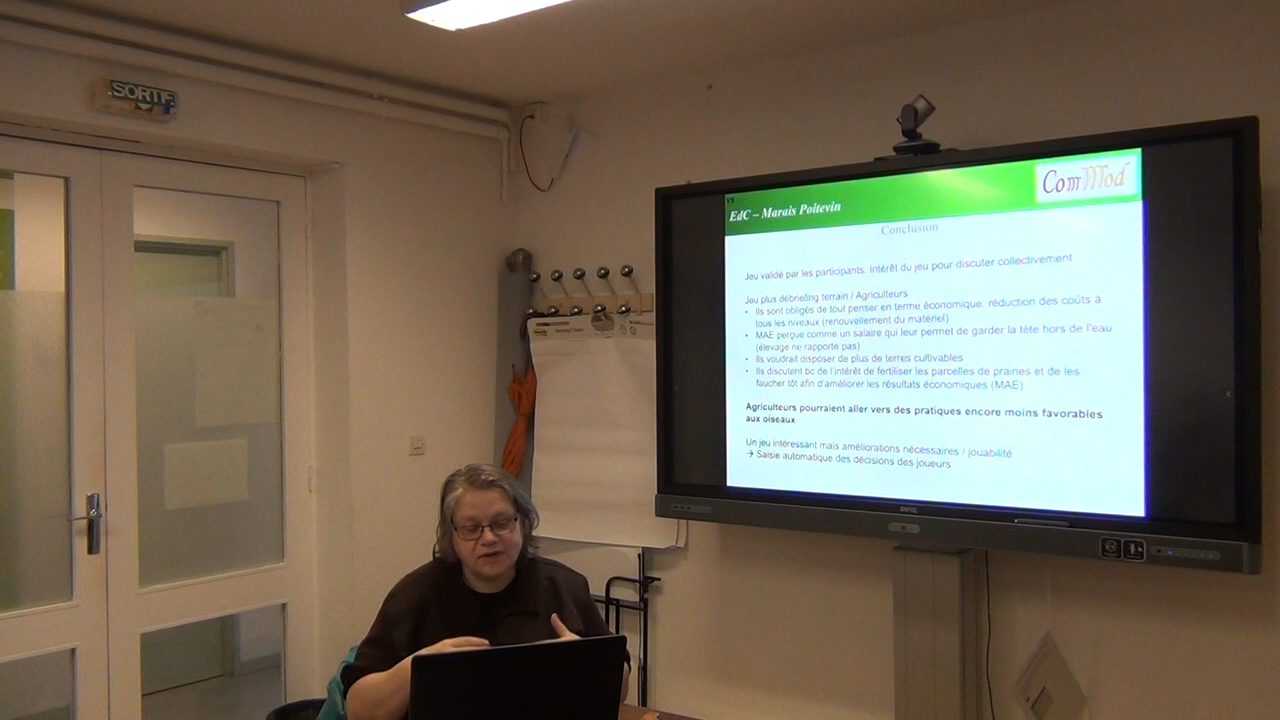 SORTIE
V5
EdC – Marais Poitevin
ComMod
Conclusion
Jeu validé par les participants. Intérêt du jeu pour discuter collectivement
Jeu plus débriefing terrain / Agriculteurs
• Ils sont obligés de tout penser en terme économique: réduction des coûts à
tous les niveaux (renouvellement du matériel)
• MAE perçue comme un salaire qui leur permet de garder la tête hors de l'eau
(élevage ne rapporte pas)
• Ils voudrait disposer de plus de terres cultivables
• Ils discutent bc de l'intérêt de fertiliser les parcelles de praines et de les
faucher tôt afin d'améliorer les résultats économiques (MAE)
Agriculteurs pourraient aller vers des pratiques encore moins favorables
aux oiseaux
Un jeu intéressant mais améliorations nécessaires / jouabilité
→ Saisie automatique des décisions des joueurs
BENQ